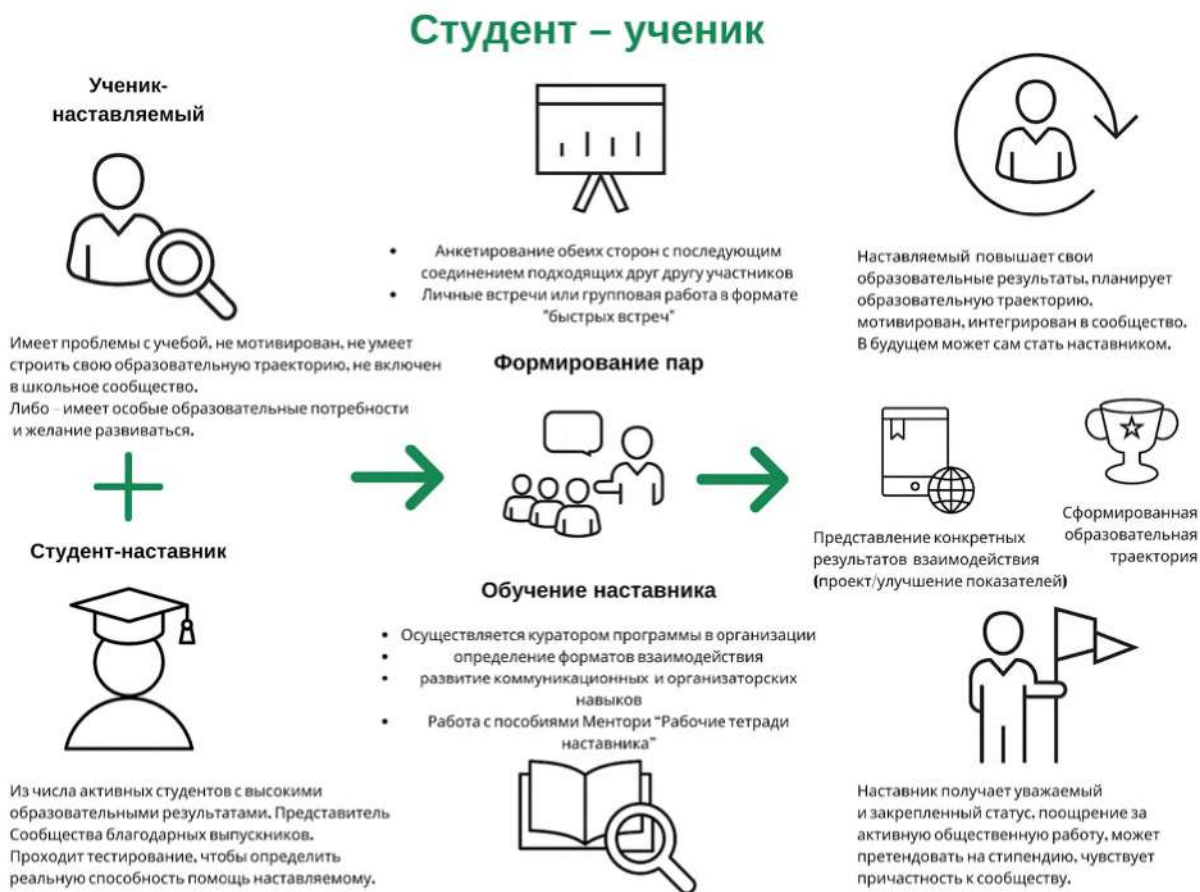 Студент – ученик
Ученик-
наставляемый
Имеет проблемы с учебой, не мотивирован, не умеет
строить свою образовательную траекторию, не включен
в школьное сообщество.
Либо – имеет особые образовательные потребности
и желание развиваться.
Студент-наставник
Из числа активных студентов с высокими
образовательными результатами. Представитель
Сообщества благодарных выпускников.
Проходит тестирование, чтобы определить
реальную способность помощь наставляемому.
• Анкетирование обеих сторон с последующим
соединением подходящих друг другу участников
• Личные встречи или групповая работа в формате
"быстрых встреч"
Формирование пар
Обучение наставника
• Осуществляется куратором программы в организации
• определение форматов взаимодействия
• развитие коммуникационных и организаторских
навыков
• Работа с пособиями Ментори "Рабочие тетради
наставника"
Наставляемый повышает свои
образовательные результаты, планирует
образовательную траекторию,
мотивирован, интегрирован в сообщество.
В будущем может сам стать наставником.
Представление конкретных
результатов взаимодействия
(проект/улучшение показателей)
Сформированная
образовательная
траектория
Наставник получает уважаемый
и закрепленный статус, поощрение за
активную общественную работу, может
претендовать на стипендию, чувствует
причастность к сообществу.